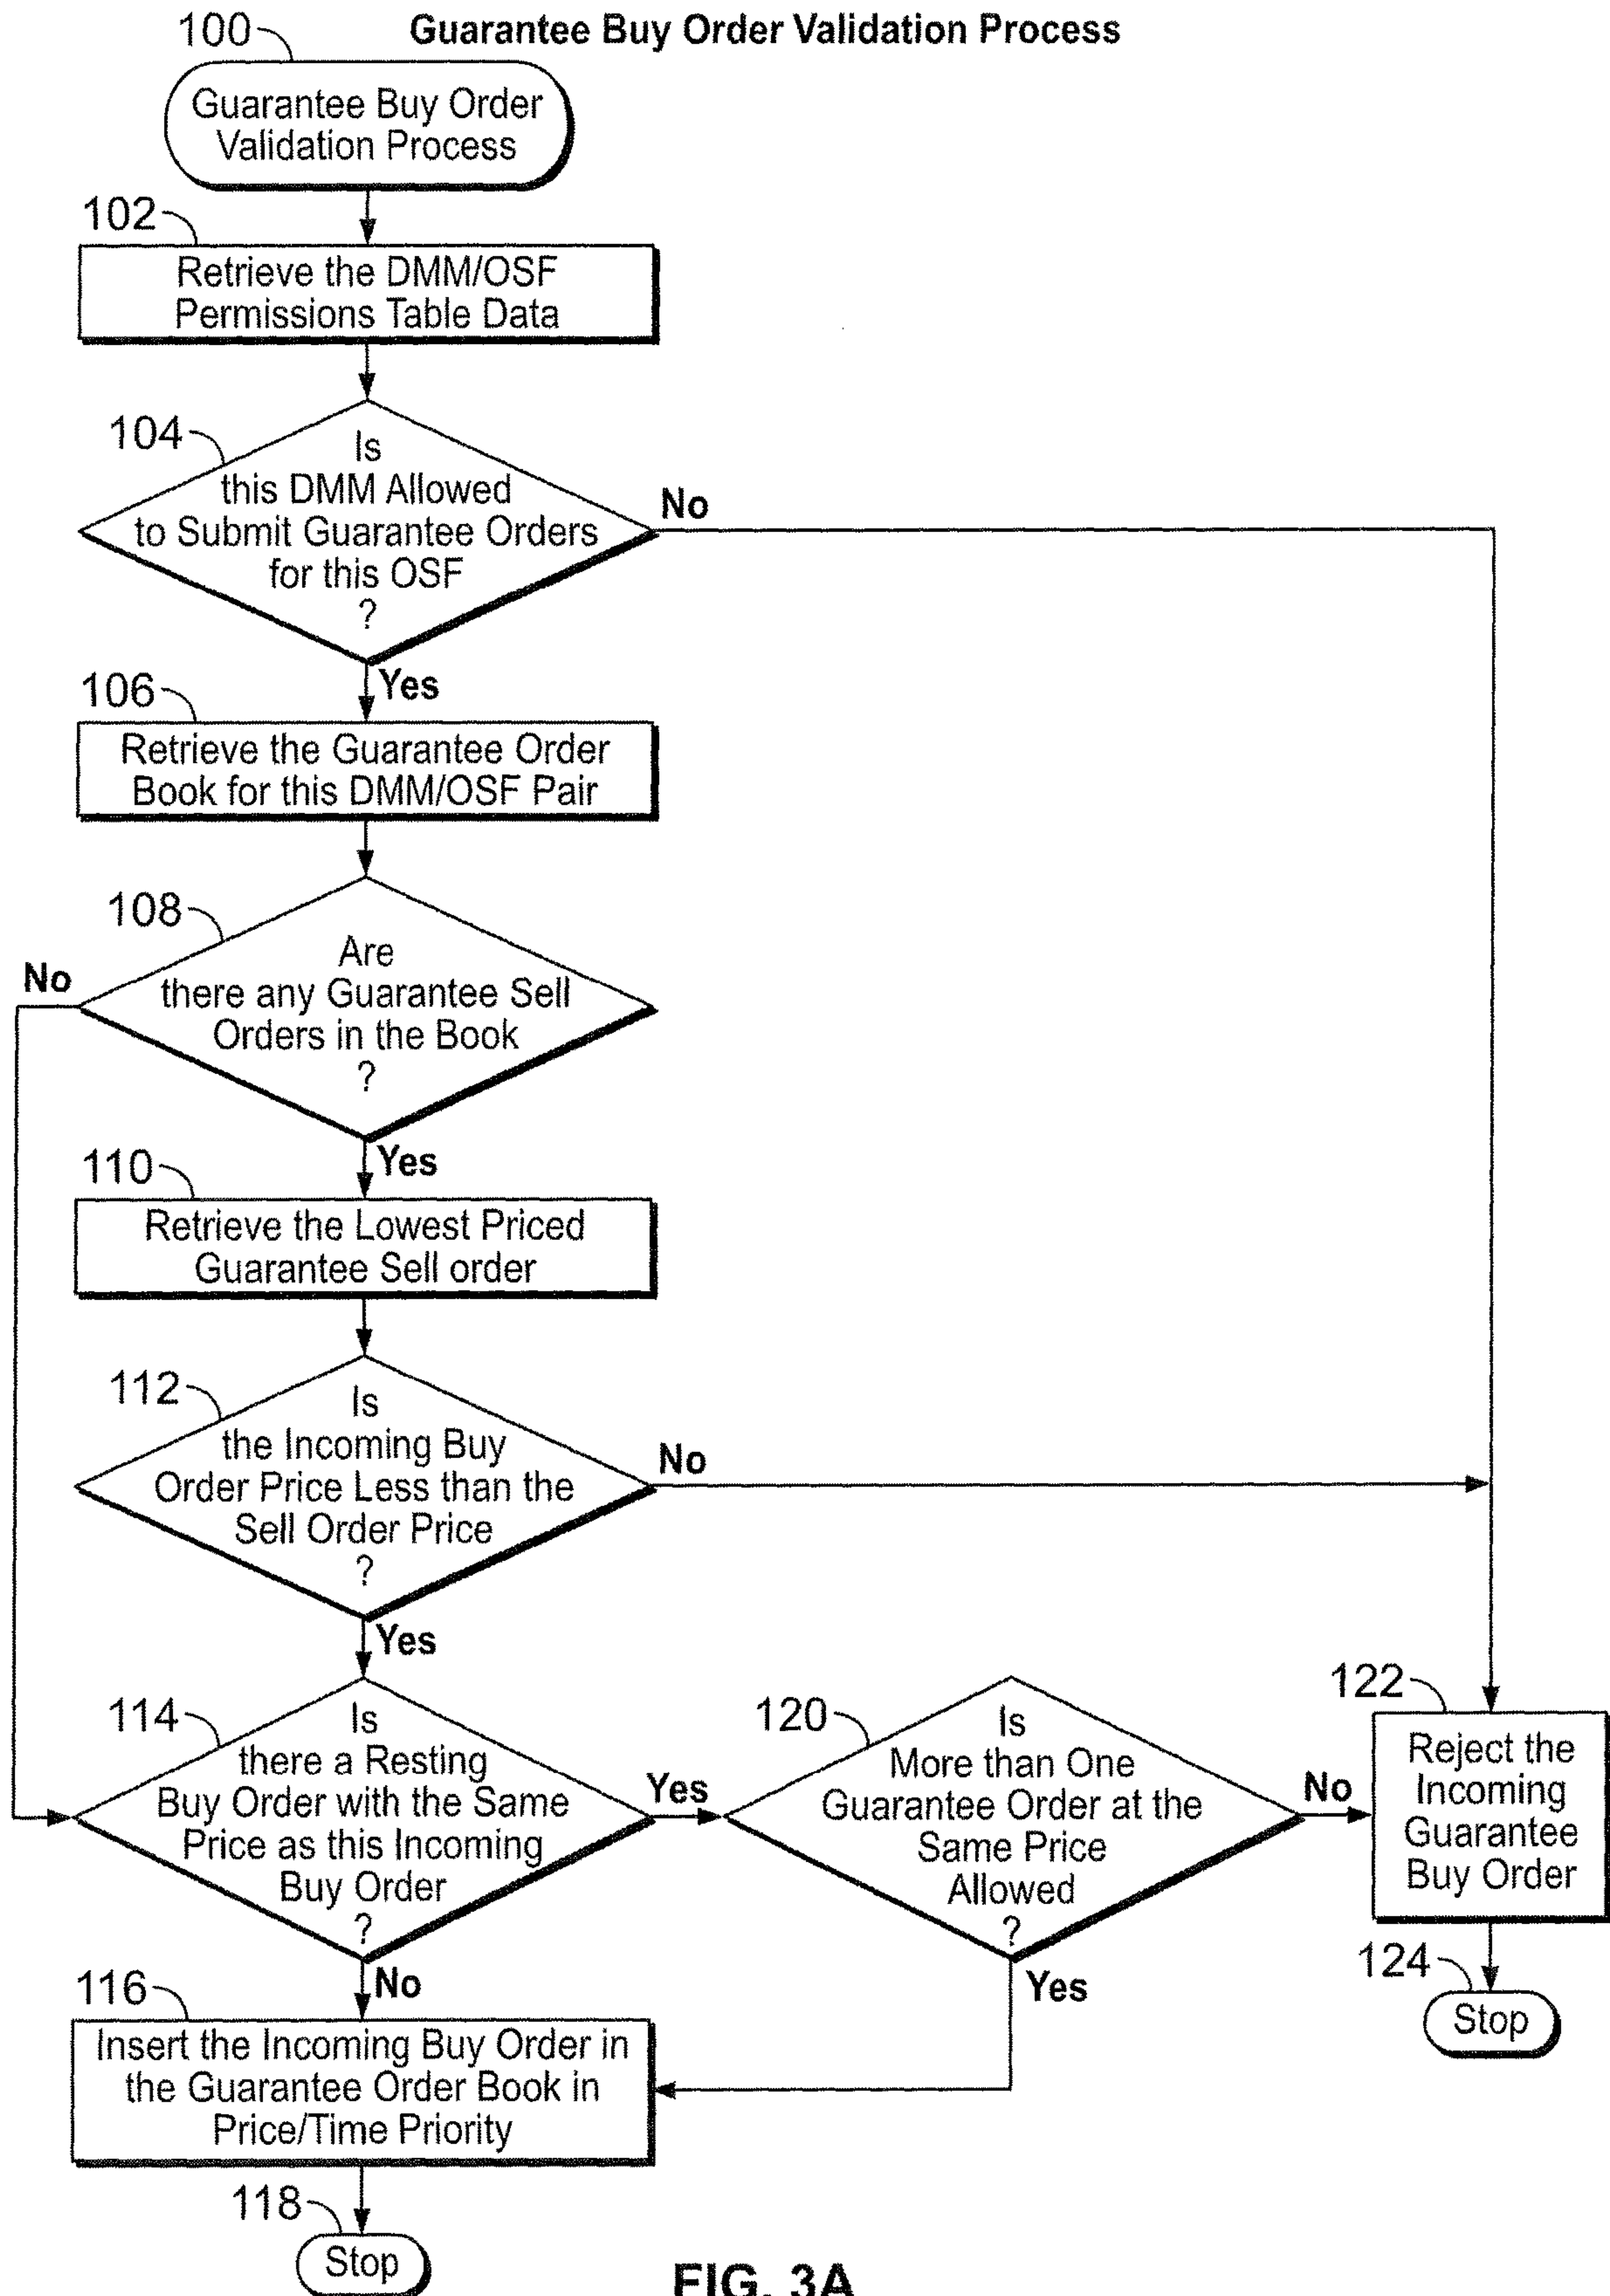 Guarantee Buy Order Validation Process
100
Guarantee Buy Order
Validation Process
102
Retrieve the DMM/OSF
Permissions Table Data
104
Is
this DMM Allowed
to Submit Guarantee Orders
for this OSF
?
No
Yes
106
Retrieve the Guarantee Order
Book for this DMM/OSF Pair
108
Are
there any Guarantee Sell
Orders in the Book
?
No
Yes
110
Retrieve the Lowest Priced
Guarantee Sell order
112
Is
the Incoming Buy
Order Price Less than the
Sell Order Price
?
No
Yes
114
Is
there a Resting
Buy Order with the Same
Price as this Incoming
Buy Order
?
Yes
No
120
Is
More than One
Guarantee Order at the
Same Price
Allowed
?
No
Yes
122
Reject the
Incoming
Guarantee
Buy Order
124
Stop
116
Insert the Incoming Buy Order in
the Guarantee Order Book in
Price/Time Priority
118
Stop
FIG. 3A